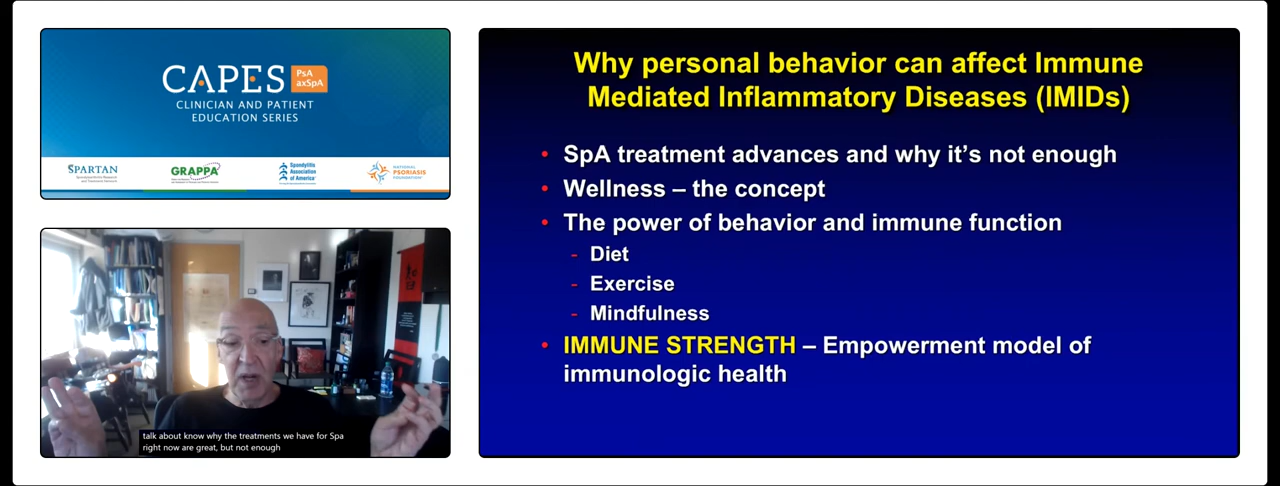 CAPES PsA
axSpA
CLINICIAN AND PATIENT
EDUCATION SERIES
SPARTAN
GRAPPA
Spondylitis
Association
of America
NATIONAL
PSORIASIS
FOUNDATION
talk about know why the treatments we have for Spa
right now are great, but not enough
Why personal behavior can affect Immune
Mediated Inflammatory Diseases (IMIDs)
• SpA treatment advances and why it’s not enough
• Wellness – the concept
• The power of behavior and immune function
- Diet
- Exercise
- Mindfulness
• IMMUNE STRENGTH – Empowerment model of
immunologic health